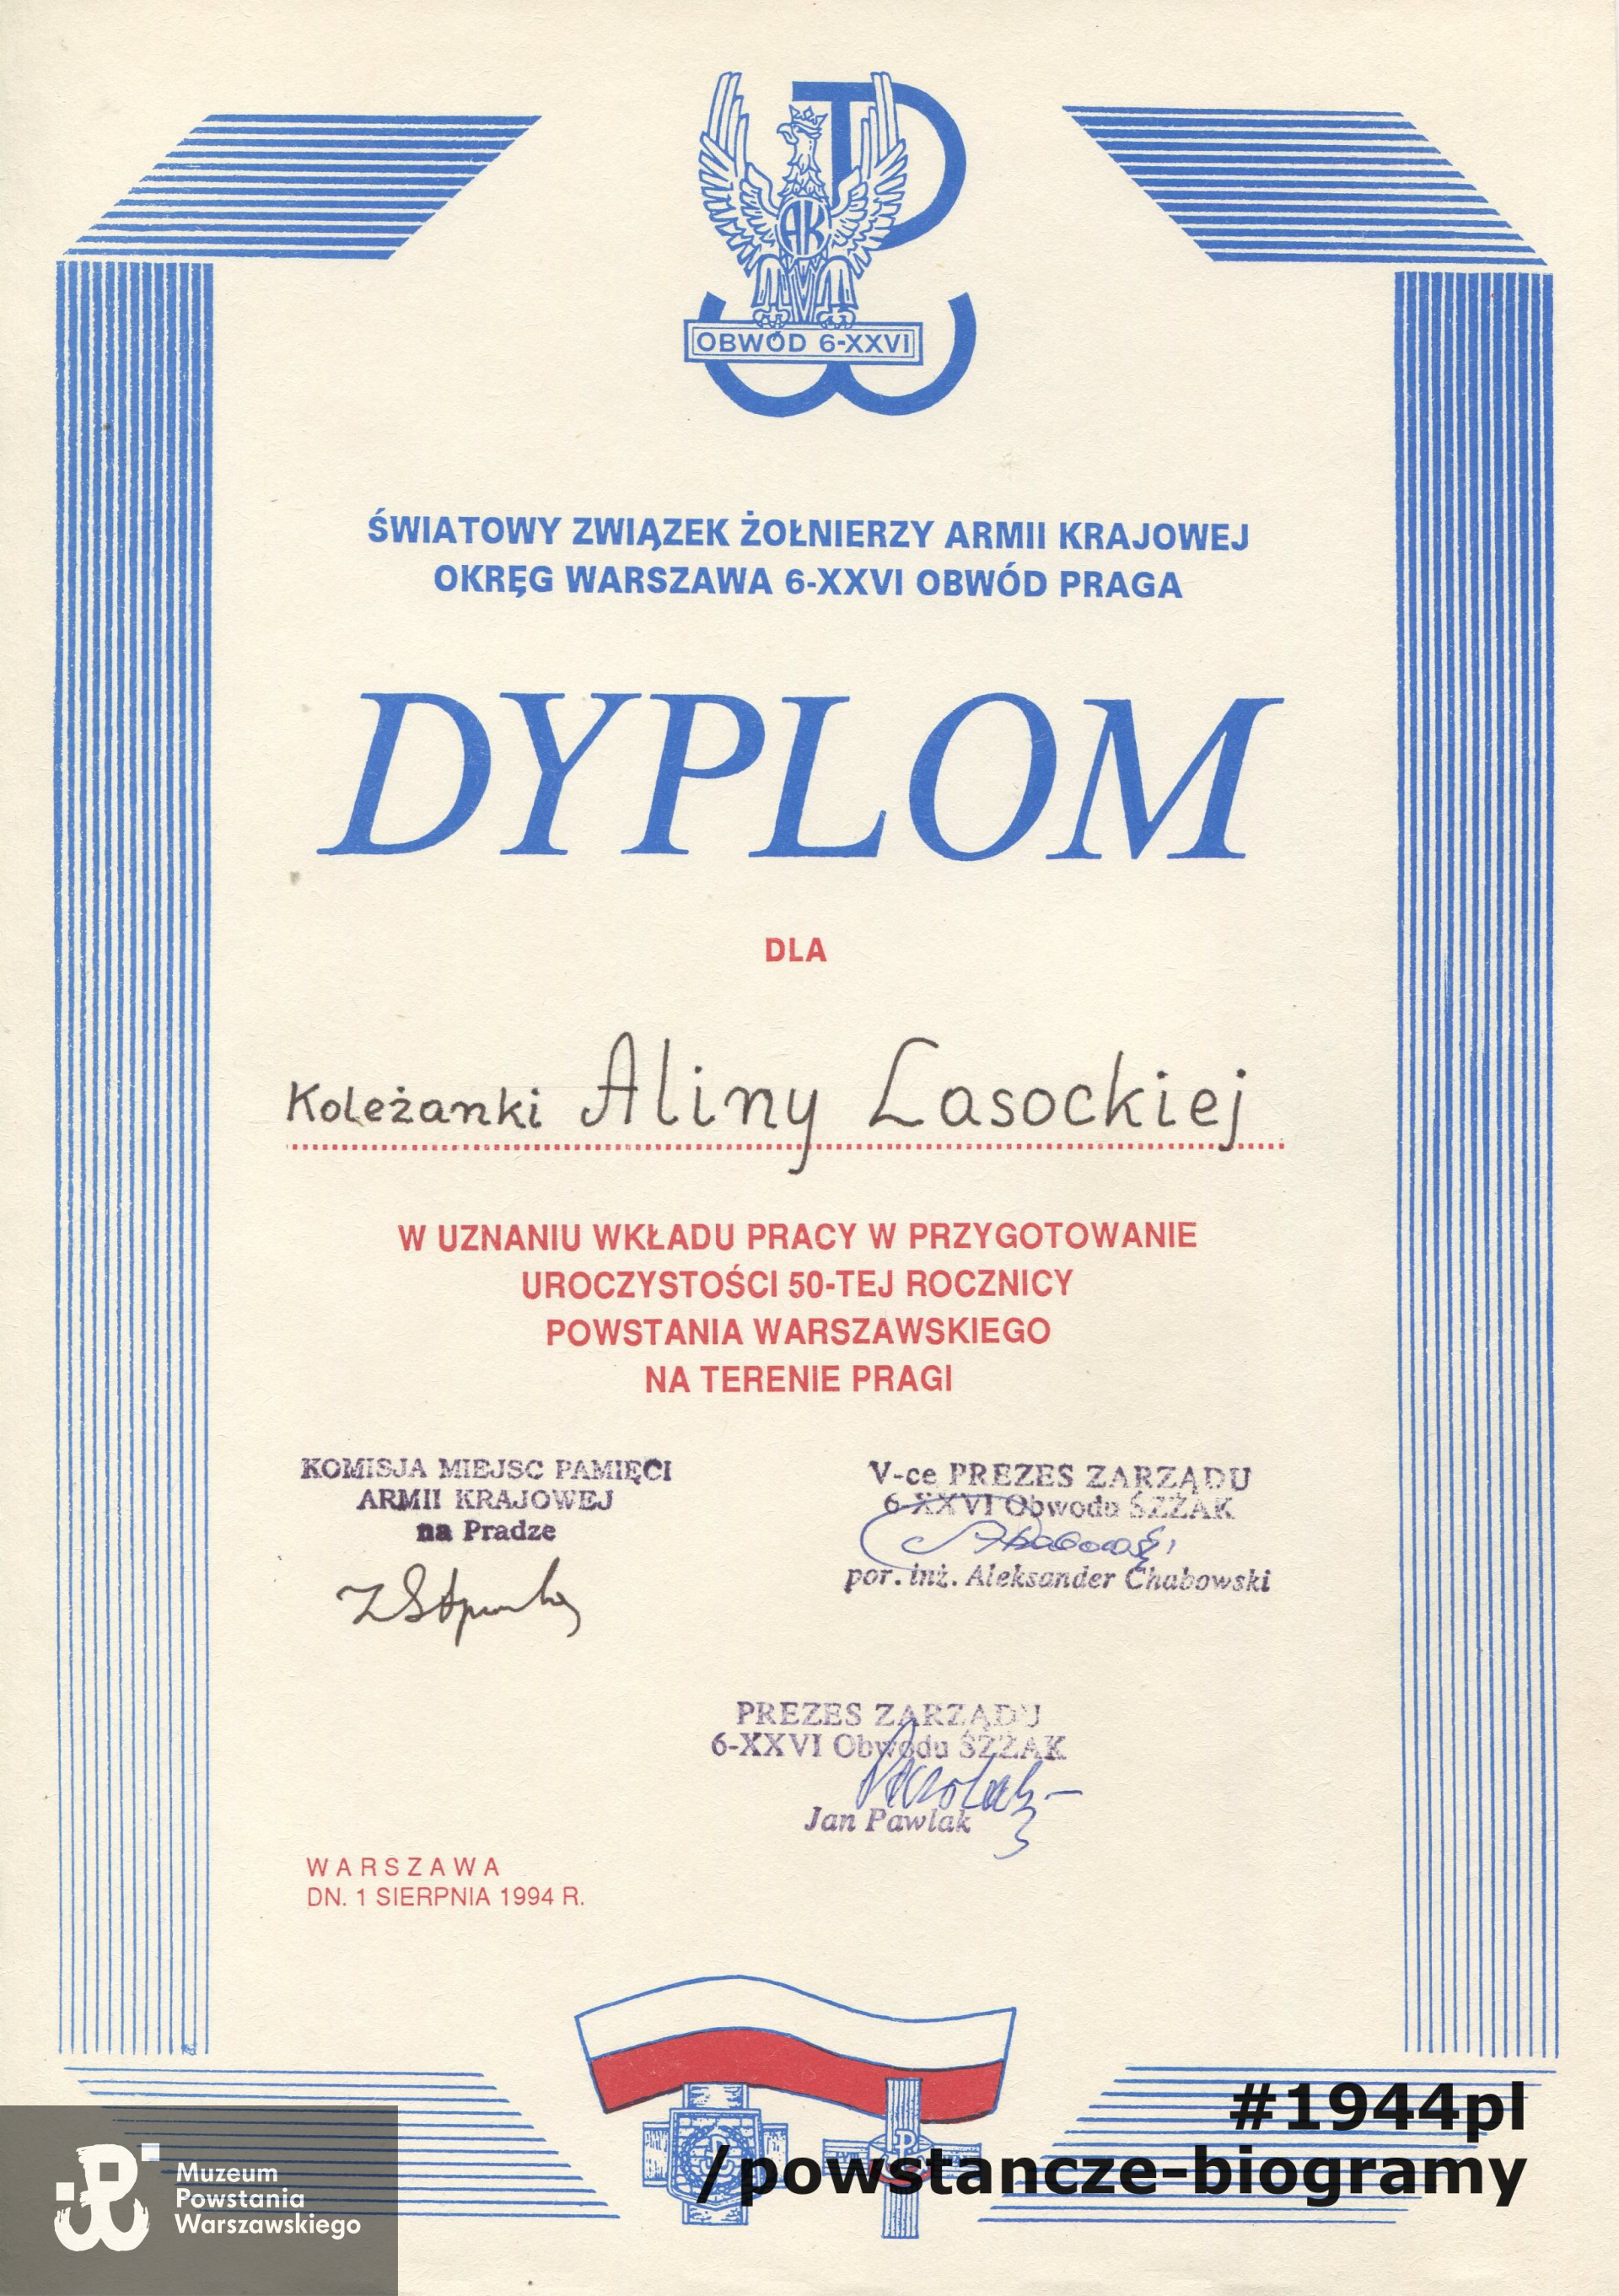 AK
OBWÓD 6-XXVI
ŚWIATOWY ZWIĄZEK ŻOŁNIERZY ARMII KRAJOWEJ
OKRĘG WARSZAWA 6-XXVI OBWÓD PRAGA
DYPLOM
DLA
Koleżanki Aliny Lasockiej
W UZNANIU WKŁADU PRACY W PRZYGOTOWANIE
UROCZYSTOŚCI 50-TEJ ROCZNICY
POWSTANIA WARSZAWSKIEGO
NA TERENIE PRAGI
KOMISJA MIEJSC PAMIĘCI
ARMII KRAJOWEJ
na Pradze
V-ce PREZES ZARZĄDU
6-XXVI Obwodu ŚZŻAK
por. inż. Aleksander Chabowski
PREZES ZARZĄDU
6-XXVI Obwodu ŚZŻAK
Jan Pawlak
WARSZAWA
DN. 1 SIERPNIA 1994 R.
#1944pl
/powstancze-biogramy
Muzeum
Powstania
Warszawskiego